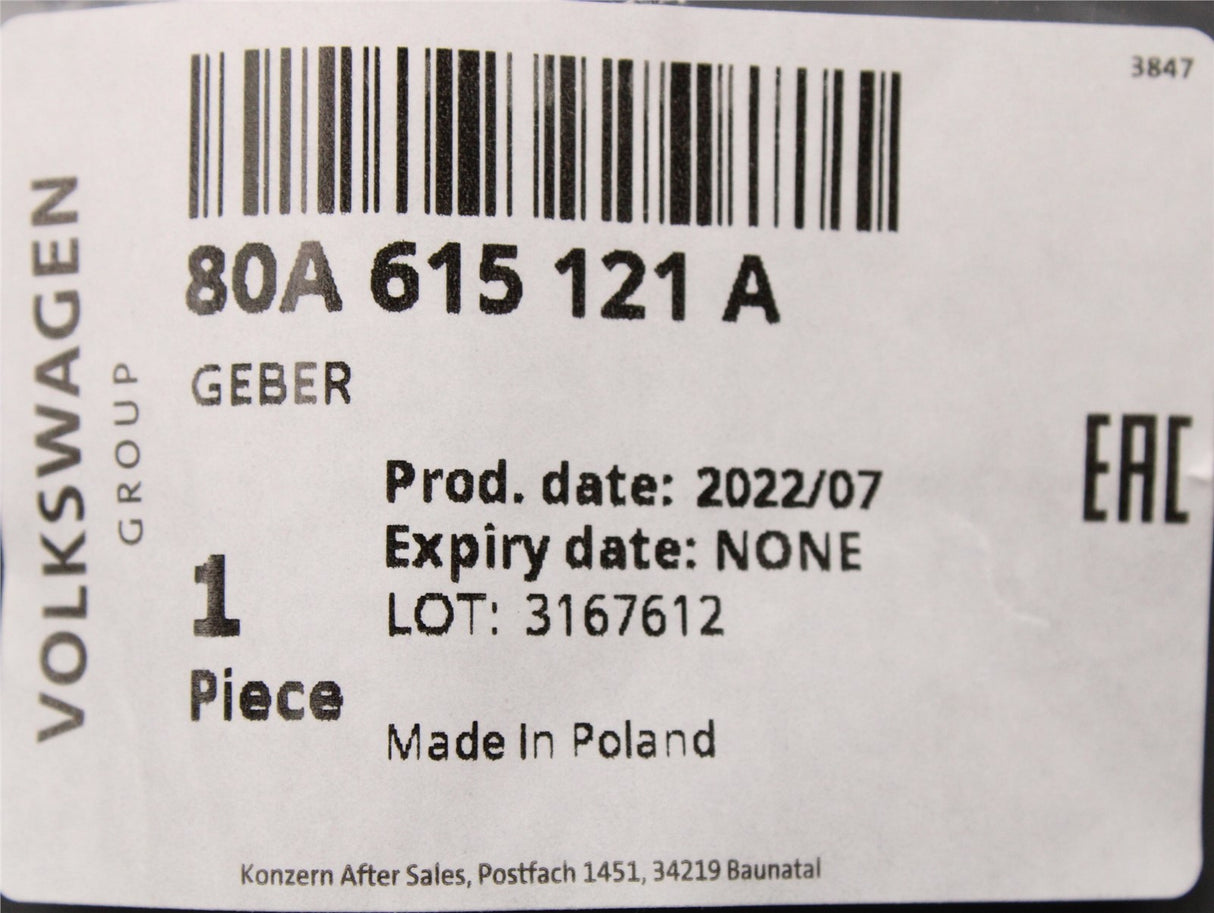 3847
80A 615 121 A
GEBER
VOLKSWAGEN
GROUP
EAC
Prod. date: 2022/07
Expiry date: NONE
LOT: 3167612
1
Piece
Made In Poland
Konzern After Sales, Postfach 1451, 34219 Baunatal